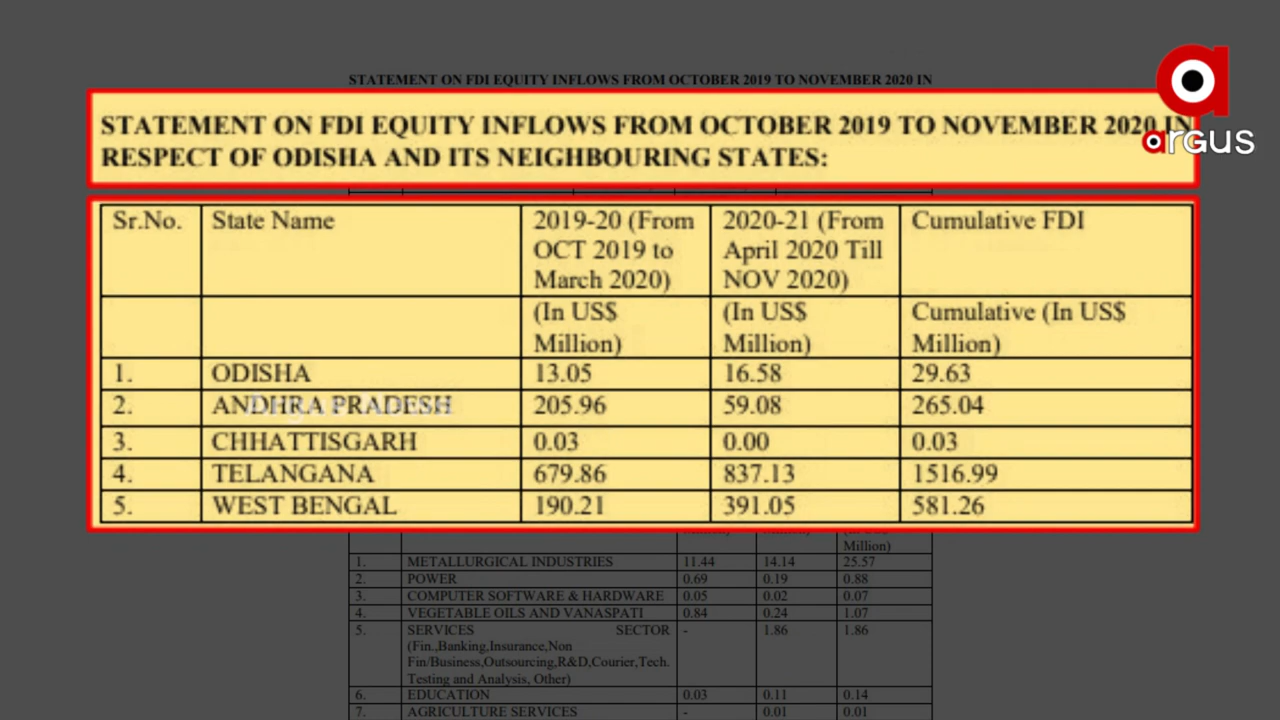 STATEMENT ON FDI EQUITY INFLOWS FROM OCTOBER 2019 TO NOVEMBER 2020 IN
argus
STATEMENT ON FDI EQUITY INFLOWS FROM OCTOBER 2019 TO NOVEMBER 2020 IN
RESPECT OF ODISHA AND ITS NEIGHBOURING STATES:
Sr.No. State Name 2019-20 (From 2020-21 (From Cumulative FDI
OCT 2019 to April 2020 Till
March 2020) NOV 2020)
(In US$ (In US$ Cumulative (In US$
Million) Million) Million)
1. ODISHA 13.05 16.58 29.63
2. ANDHRA PRADESH 205.96 59.08 265.04
3. CHHATTISGARH 0.03 0.00 0.03
4. TELANGANA 679.86 837.13 1516.99
5. WEST BENGAL 190.21 391.05 581.26
Million)
1. METALLURGICAL INDUSTRIES 11.44 14.14 25.57
2. POWER 0.69 0.19 0.88
3. COMPUTER SOFTWARE & HARDWARE 0.05 0.02 0.07
4. VEGETABLE OILS AND VANASPATI 0.84 0.24 1.07
5. SERVICES SECTOR - 1.86 1.86
(Fin.,Banking,Insurance,Non
Fin/Business,Outsourcing,R&D,Courier,Tech.
Testing and Analysis, Other)
6. EDUCATION 0.03 0.11 0.14
7. AGRICULTURE SERVICES - 0.01 0.01